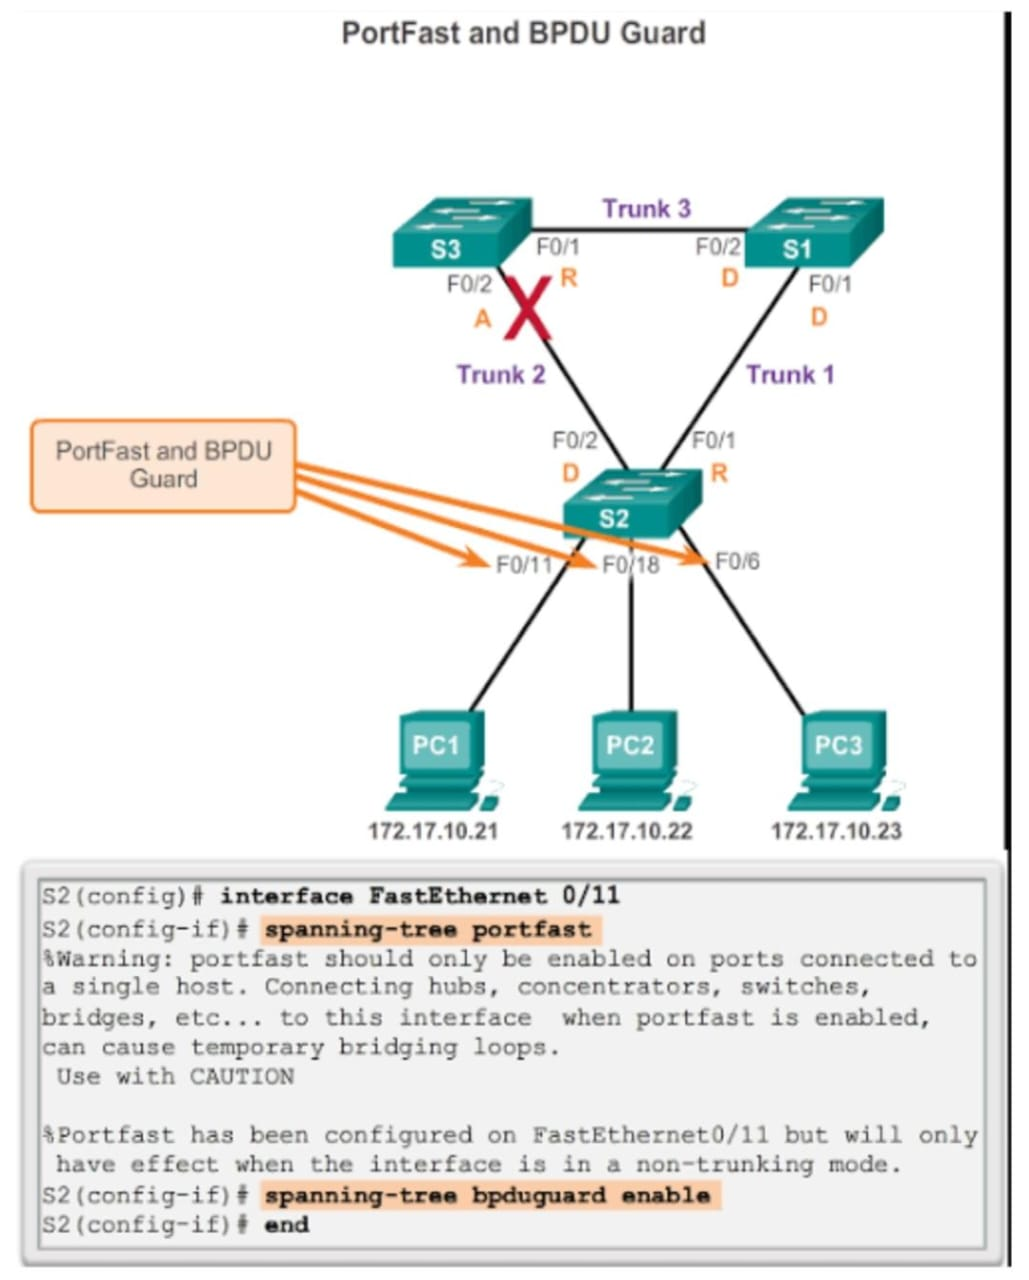 PortFast and BPDU Guard
Trunk 3
S3
F0/1
F0/2
S1
F0/2
R
D
F0/1
A
D
Trunk 2
Trunk 1
PortFast and BPDU
Guard
F0/2
F0/1
D
R
S2
F0/11
F0/18
F0/6
PC1
PC2
PC3
172.17.10.21
172.17.10.22
172.17.10.23
S2(config)# interface FastEthernet 0/11
S2(config-if)# spanning-tree portfast
%Warning: portfast should only be enabled on ports connected to
a single host. Connecting hubs, concentrators, switches,
bridges, etc... to this interface  when portfast is enabled,
can cause temporary bridging loops.
Use with CAUTION
%Portfast has been configured on FastEthernet0/11 but will only
have effect when the interface is in a non-trunking mode.
S2(config-if)# spanning-tree bpduguard enable
S2(config-if)# end